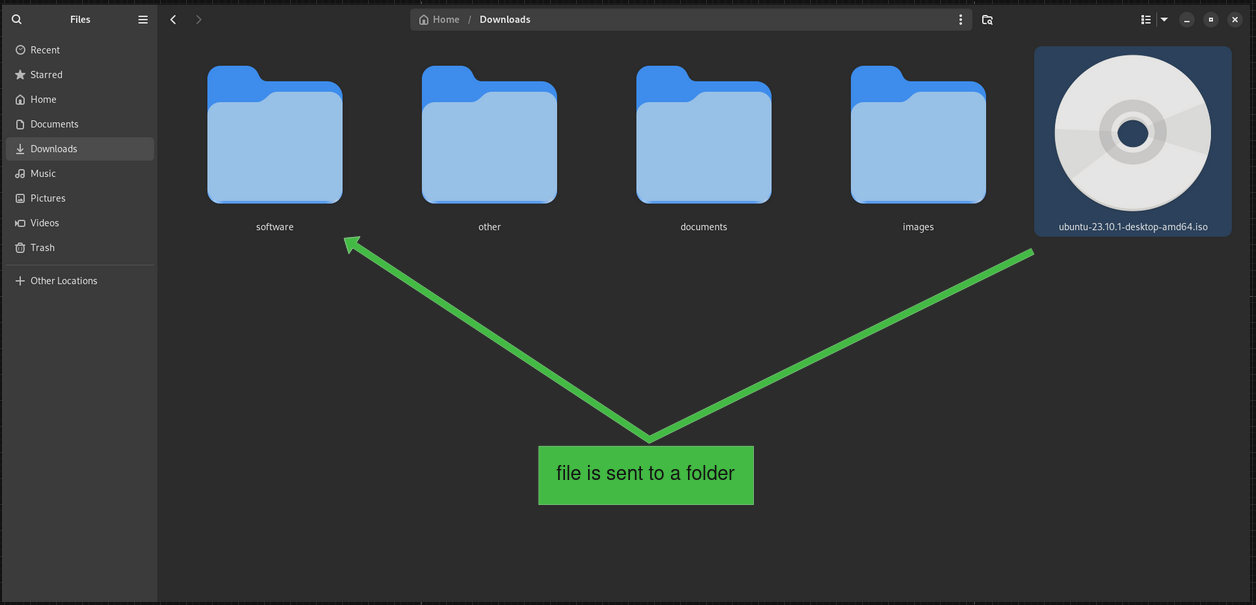 Files
Home / Downloads
Recent
Starred
Home
Documents
Downloads
Music
Pictures
Videos
Trash
Other Locations
software
other
documents
images
ubuntu-23.10.1-desktop-amd64.iso
file is sent to a folder